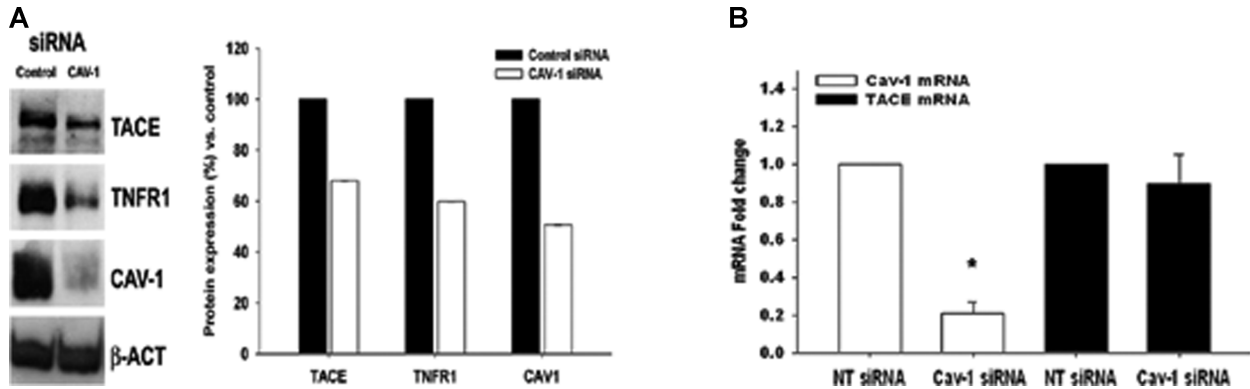 A
siRNA
Control CAV-1
TACE
TNFR1
CAV-1
β-ACT
Protein expression (%) vs. control
120
100
80
60
40
20
0
Control siRNA
CAV-1 siRNA
TACE TNFR1 CAV1
B
mRNA Fold change
1.4
1.2
1.0
0.8
0.6
0.4
0.2
0.0
Cav-1 mRNA
TACE mRNA
*
NT siRNA Cav-1 siRNA NT siRNA Cav-1 siRNA